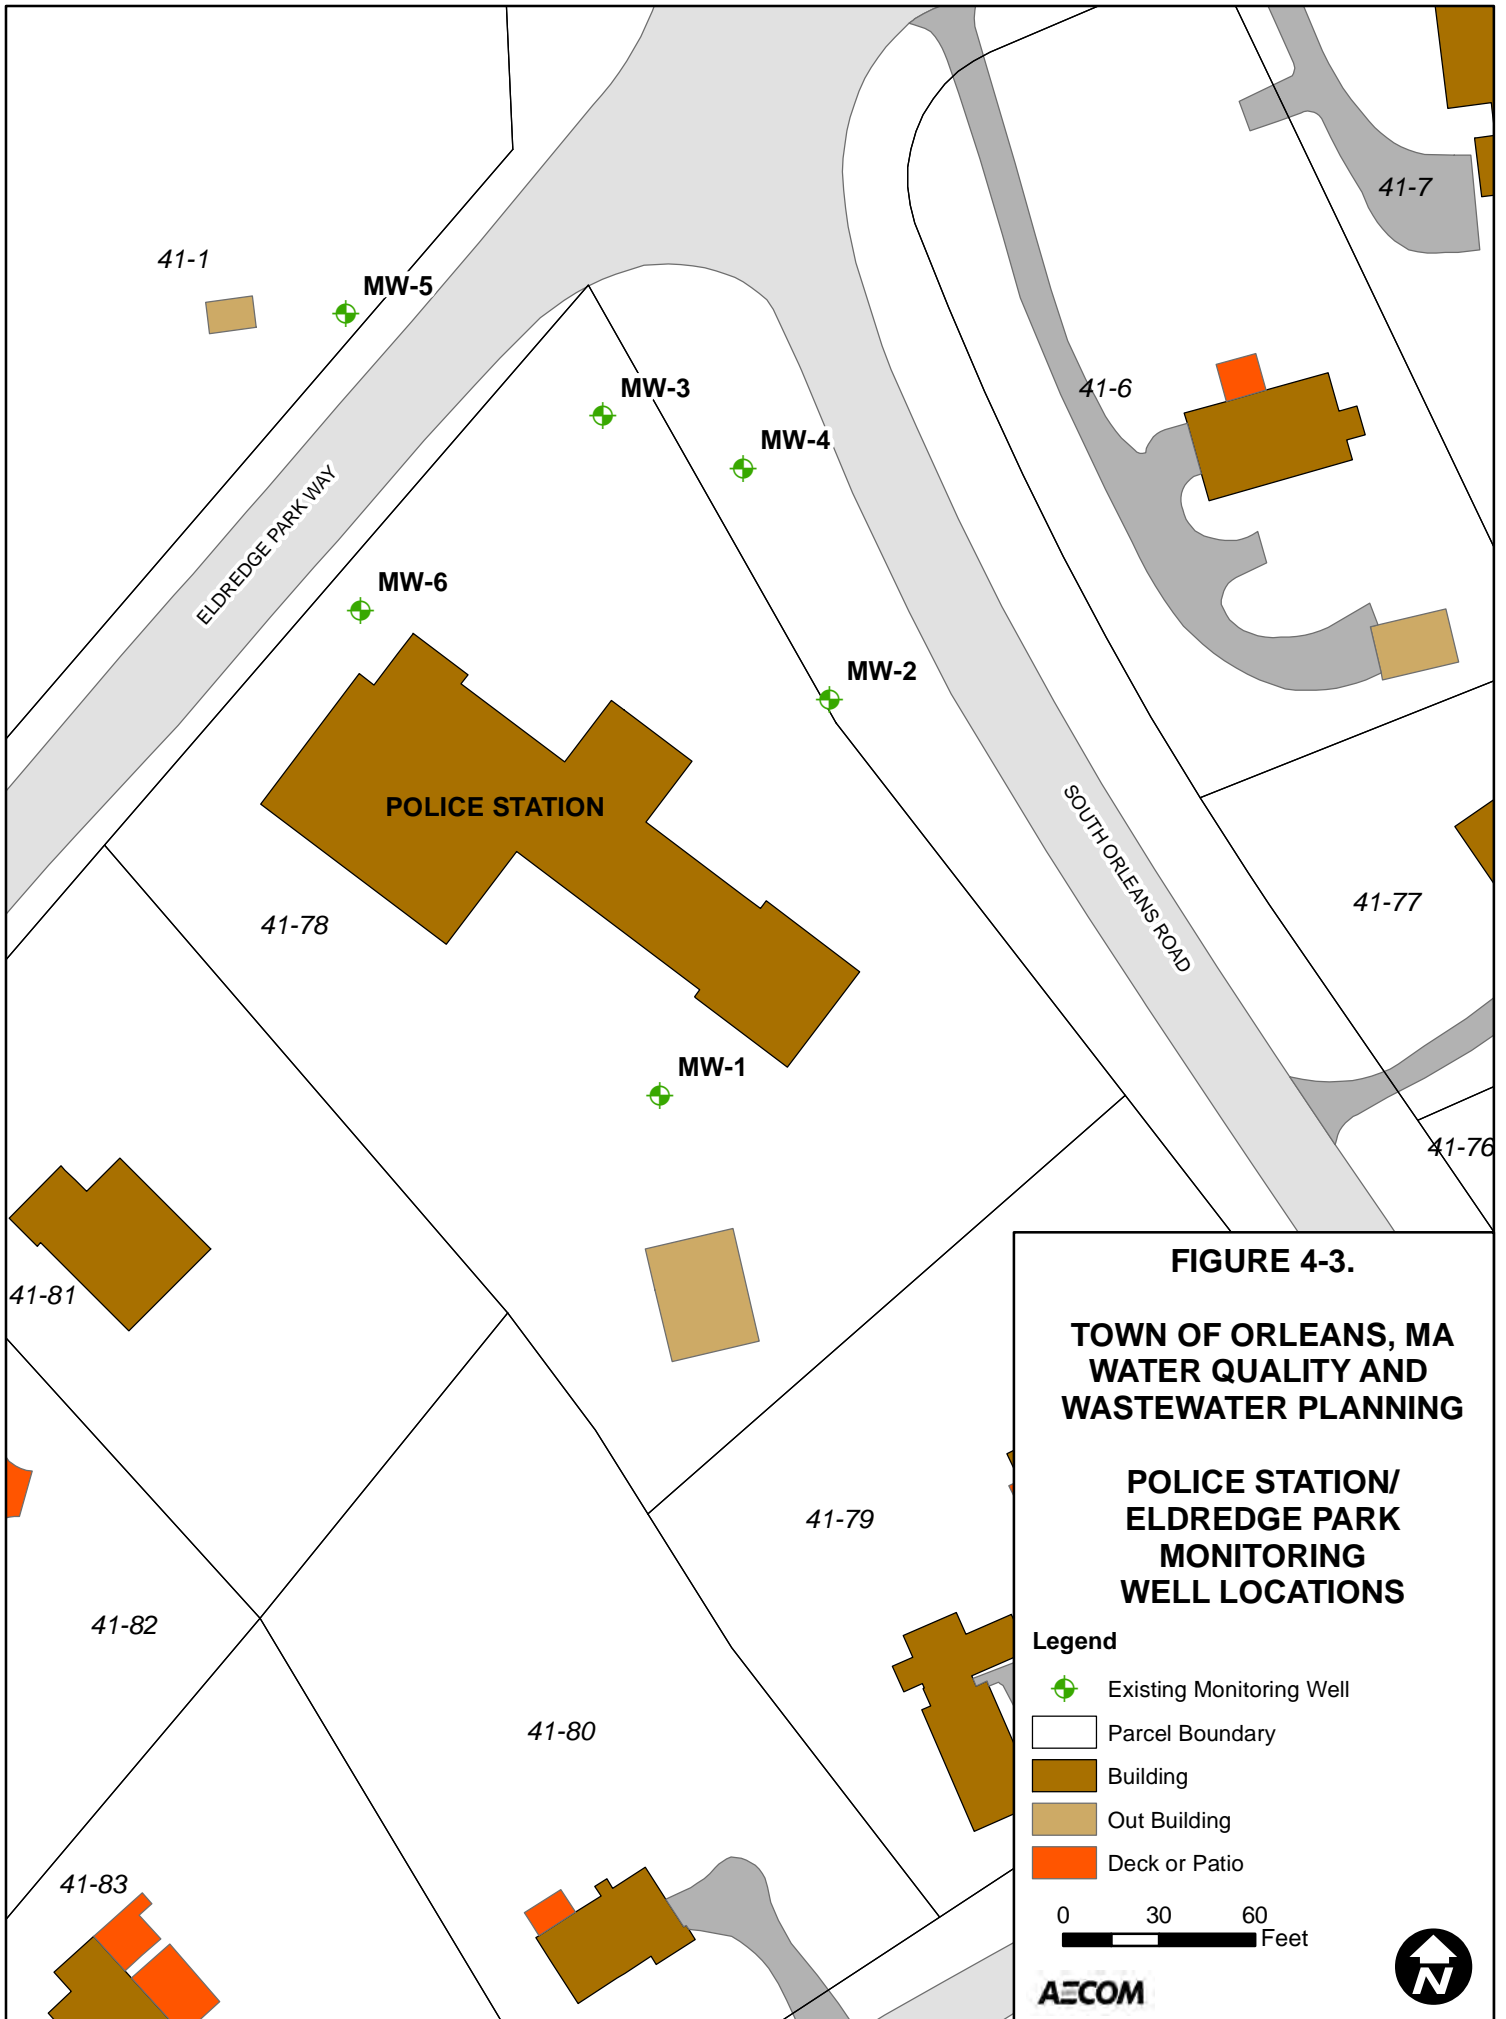 41-7
41-1
MW-5
MW-3
41-6
MW-4
ELDREDGE PARK WAY
MW-6
MW-2
POLICE STATION
SOUTH ORLEANS ROAD
41-77
41-78
MW-1
41-76
41-81
FIGURE 4-3.
TOWN OF ORLEANS, MA
WATER QUALITY AND
WASTEWATER PLANNING
POLICE STATION/
ELDREDGE PARK
MONITORING
WELL LOCATIONS
41-79
41-82
41-80
41-83
Legend
Existing Monitoring Well
Parcel Boundary
Building
Out Building
Deck or Patio
0 30 60
Feet
AECOM
N